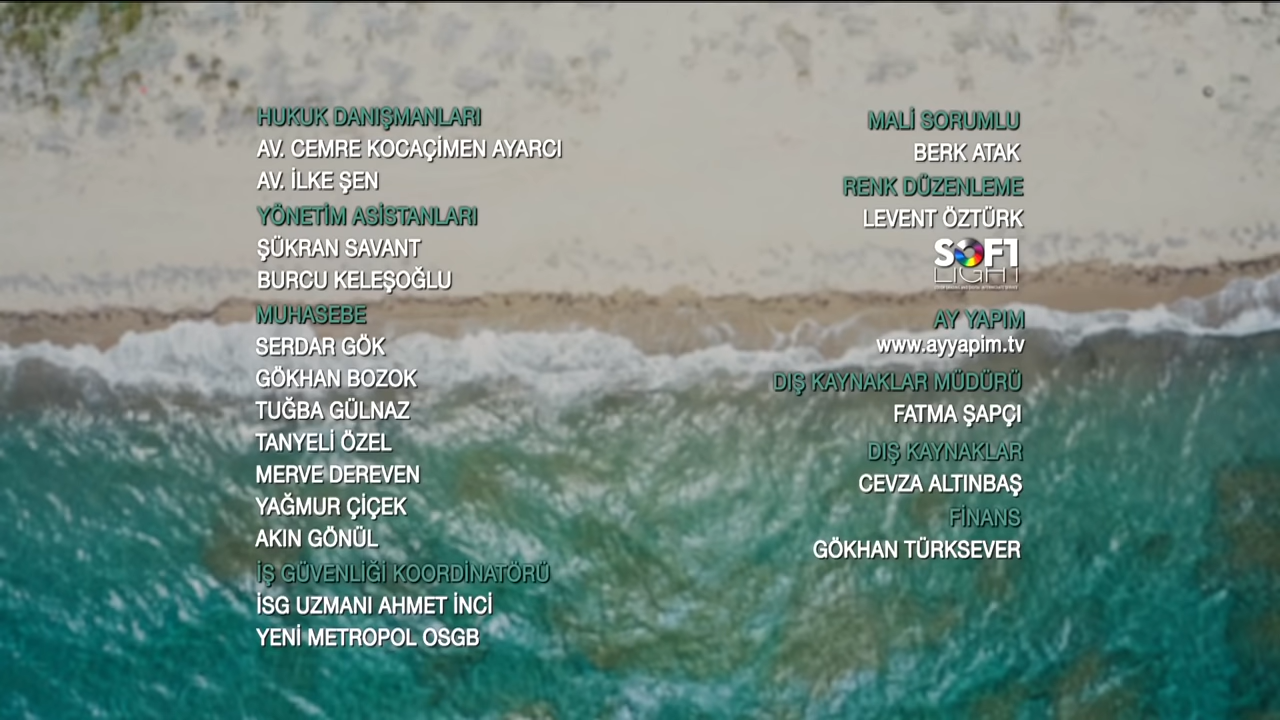 HUKUK DANIŞMANLARI
AV. CEMRE KOCAÇİMEN AYARCI
AV. İLKE ŞEN
YÖNETİM ASİSTANLARI
ŞÜKRAN SAVANT
BURCU KELEŞOĞLU
MUHASEBE
SERDAR GÖK
GÖKHAN BOZOK
TUĞBA GÜLNAZ
TANYELİ ÖZEL
MERVE DEREVEN
YAĞMUR ÇİÇEK
AKIN GÖNÜL
İŞ GÜVENLİĞİ KOORDİNATÖRÜ
İSG UZMANI AHMET İNCİ
YENİ METROPOL OSGB
MALİ SORUMLU
BERK ATAK
RENK DÜZENLEME
LEVENT ÖZTÜRK
SOFT
LIGHT
AY YAPIM
www.ayyapim.tv
DIŞ KAYNAKLAR MÜDÜRÜ
FATMA ŞAPÇI
DIŞ KAYNAKLAR
CEVZA ALTINBAŞ
FİNANS
GÖKHAN TÜRKSEVER